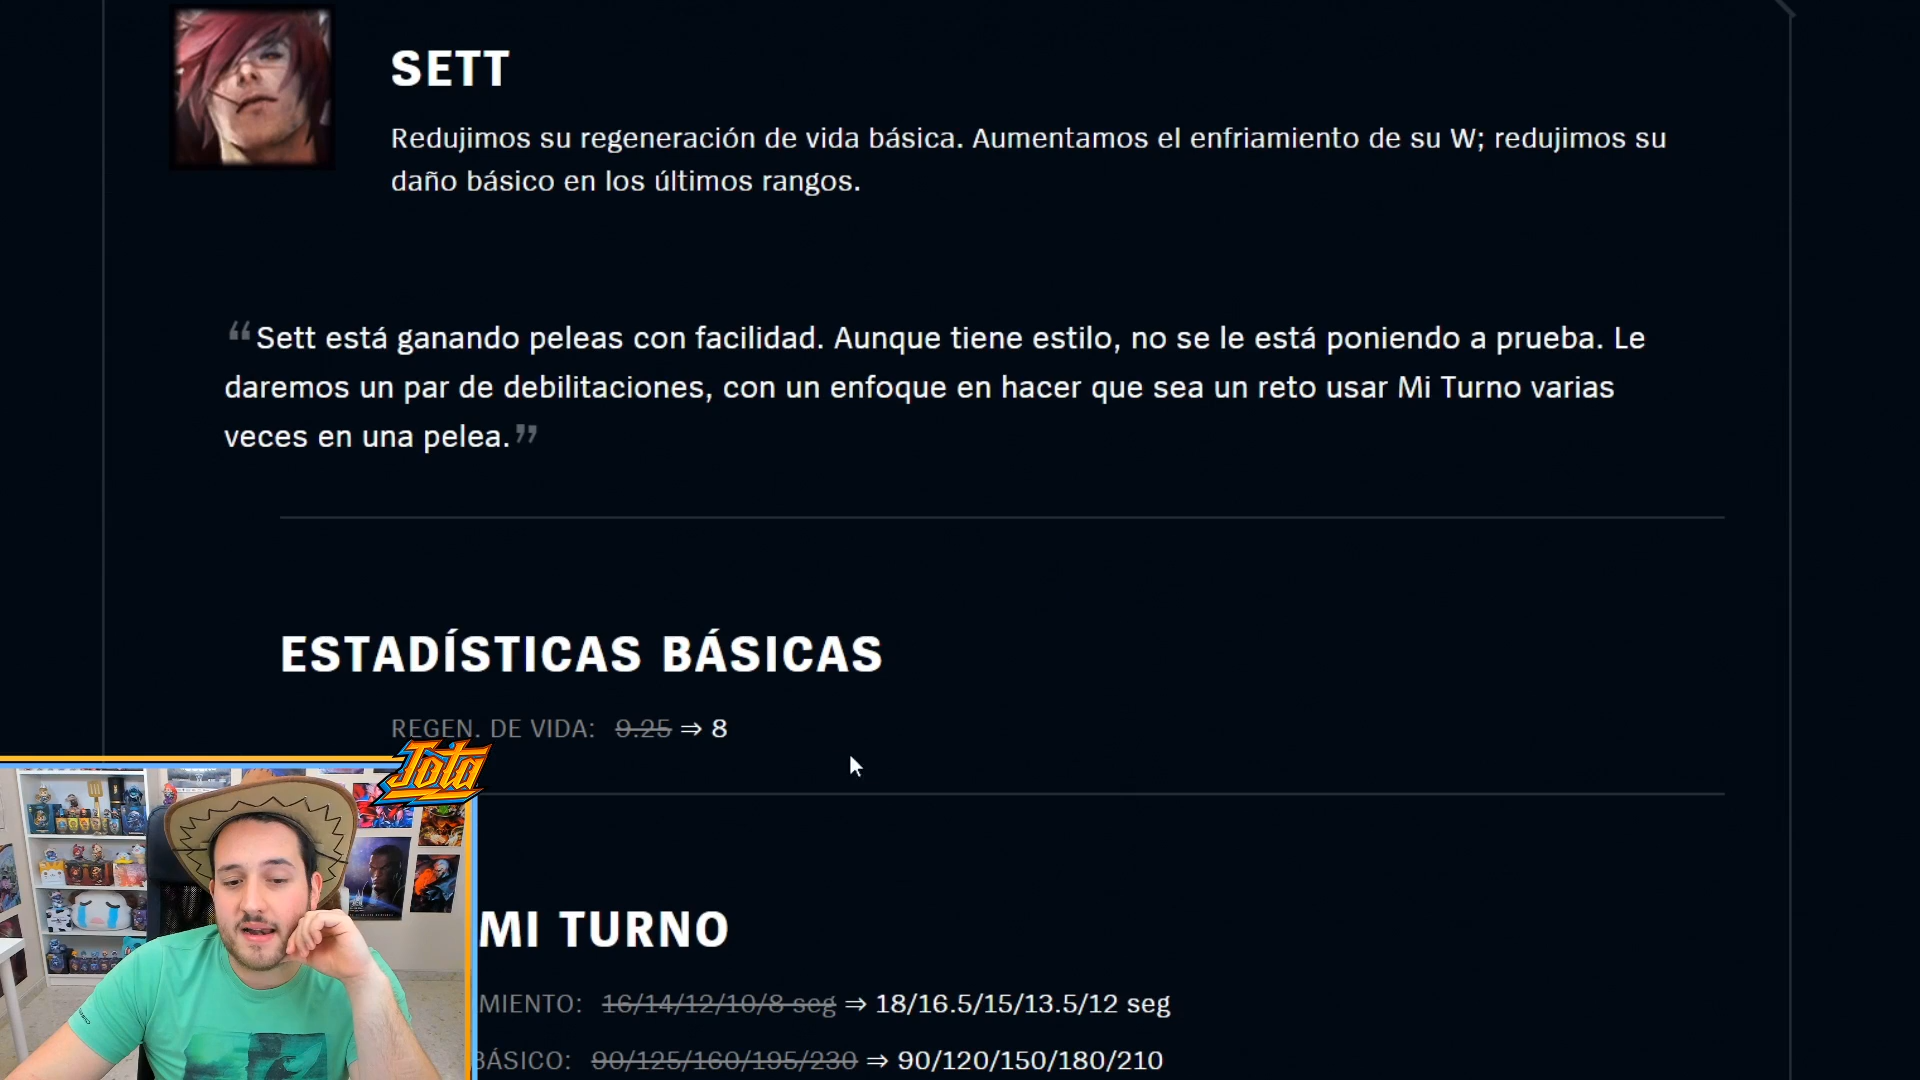 SETT
Redujimos su regeneración de vida básica. Aumentamos el enfriamiento de su W; redujimos su
daño básico en los últimos rangos.
“Sett está ganando peleas con facilidad. Aunque tiene estilo, no se le está poniendo a prueba. Le
daremos un par de debilitaciones, con un enfoque en hacer que sea un reto usar Mi Turno varias
veces en una pelea.”
ESTADÍSTICAS BÁSICAS
REGEN. DE VIDA: 9.25 ⇒ 8
Jota
MI TURNO
MIENTO: 16/14/12/10/8 seg ⇒ 18/16.5/15/13.5/12 seg
BÁSICO: 90/125/160/195/230 ⇒ 90/120/150/180/210